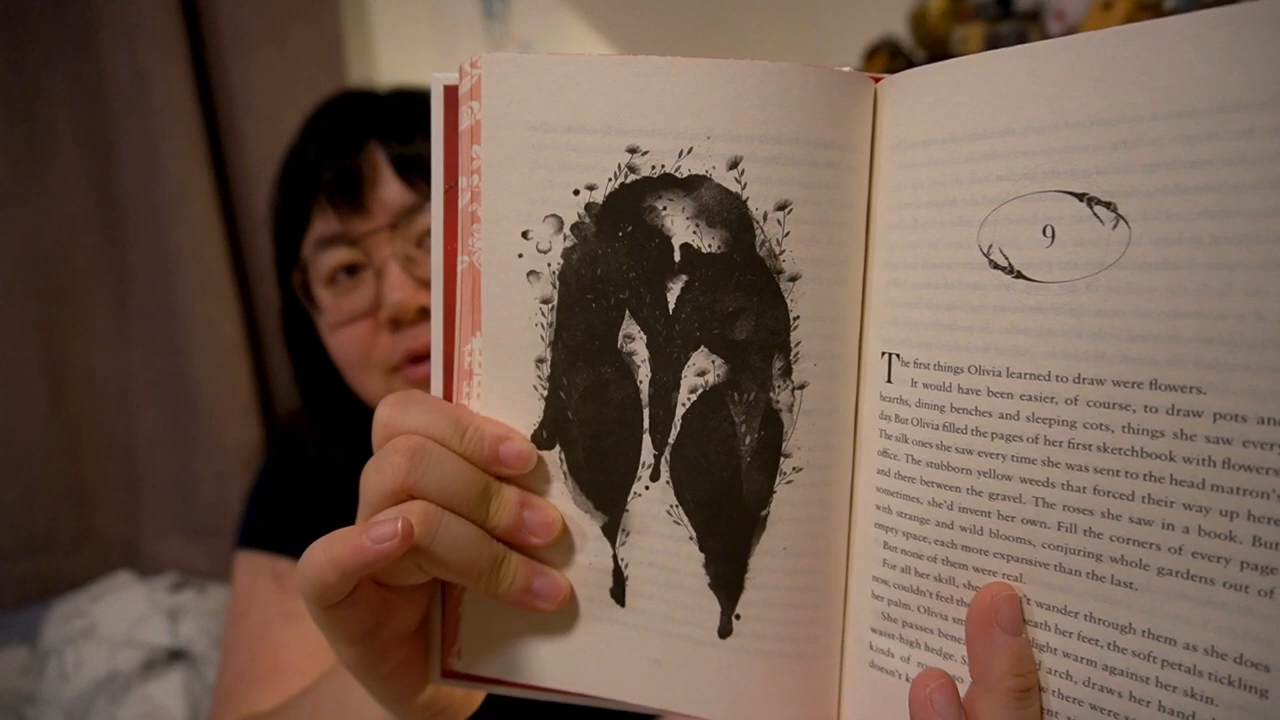 9
The first things Olivia learned to draw were flowers.
It would have been easier, of course, to draw pots and
hearths, dining benches and sleeping cots, things she saw every
day. But Olivia filled the pages of her first sketchbook with flowers
The silk ones she saw every time she was sent to the head matron's
office. The stubborn yellow weeds that forced their way up here
and there between the gravel. The roses she saw in a book. But
sometimes, she'd invent her own. Fill the corners of every page
with strange and wild blooms, conjuring whole gardens out of
empty space, each more expansive than the last.
But none of them were real.
For all her skill, she wander through them as she does
now, couldn't feel the her feet, the soft petals tickling
her palm. Olivia warm against her skin.
She passes arch, draws her hand
waist-high hedge. there were
kinds of
doesn't